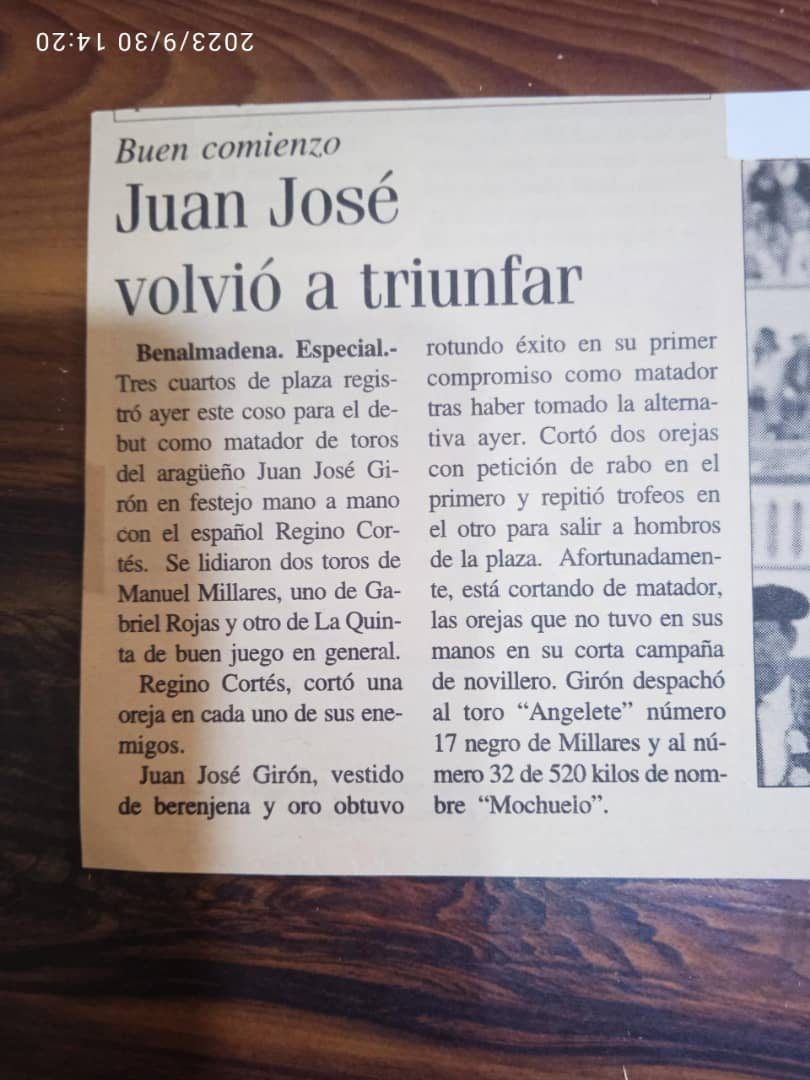 2023/9/30 14:20
Buen comienzo
Juan José
volvió a triunfar
Benalmadena. Especial.-
Tres cuartos de plaza regis-
tró ayer este coso para el de-
but como matador de toros
del aragüeño Juan José Gi-
rón en festejo mano a mano
con el español Regino Cor-
tés. Se lidiaron dos toros de
Manuel Millares, uno de Ga-
briel Rojas y otro de La Quin-
ta de buen juego en general.
Regino Cortés, cortó una
oreja en cada uno de sus ene-
migos.
Juan José Girón, vestido
de berenjena y oro obtuvo
rotundo éxito en su primer
compromiso como matador
tras haber tomado la alterna-
tiva ayer. Cortó dos orejas
con petición de rabo en el
primero y repitió trofeos en
el otro para salir a hombros
de la plaza. Afortunadamen-
te, está cortando de matador,
las orejas que no tuvo en sus
manos en su corta campaña
de novillero. Girón despachó
al toro “Angelete” número
17 negro de Millares y al nú-
mero 32 de 520 kilos de nom-
bre “Mochuelo”.